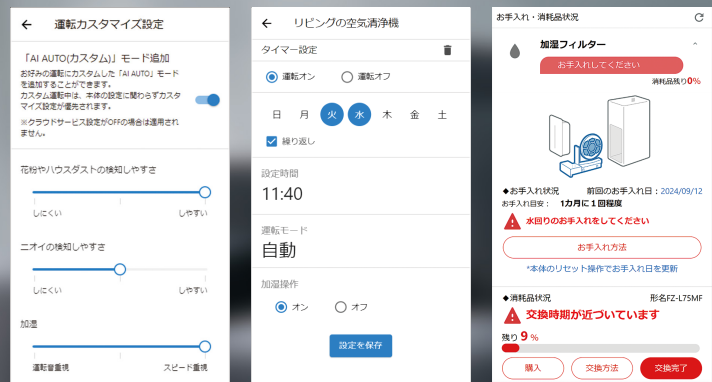 運転カスタマイズ設定
「AI AUTO(カスタム)」モード追加
お好みの運転にカスタムした「AI AUTO」モード
を追加することができます。
カスタム運転中は、本体の設定に関わらずカスタ
マイズ設定が優先されます。
※クラウドサービス設定がOFFの場合は運用され
ません。
花粉やハウスダストの検知しやすさ
しにくい しやすい
ニオイの検知しやすさ
しにくい しやすい
加湿
運転音重視 スピード重視
リビングの空気清浄機
タイマー設定
運転オン 運転オフ
日 月 火 水 木 金 土
繰り返し
設定時間
11:40
運転モード
自動
加湿操作
オン オフ
設定を保存
お手入れ・消耗品状況
加湿フィルター
お手入れしてください
消耗品残り0%
◆お手入れ状況 前回のお手入れ日：2024/09/12
お手入れ目安： 1カ月に１回程度
水回りのお手入れをしてください
お手入れ方法
*本体のリセット操作でお手入れ日を更新
◆消耗品状況 形名FZ-L75MF
交換時期が近づいています
残り 9 %
購入 交換方法 交換完了